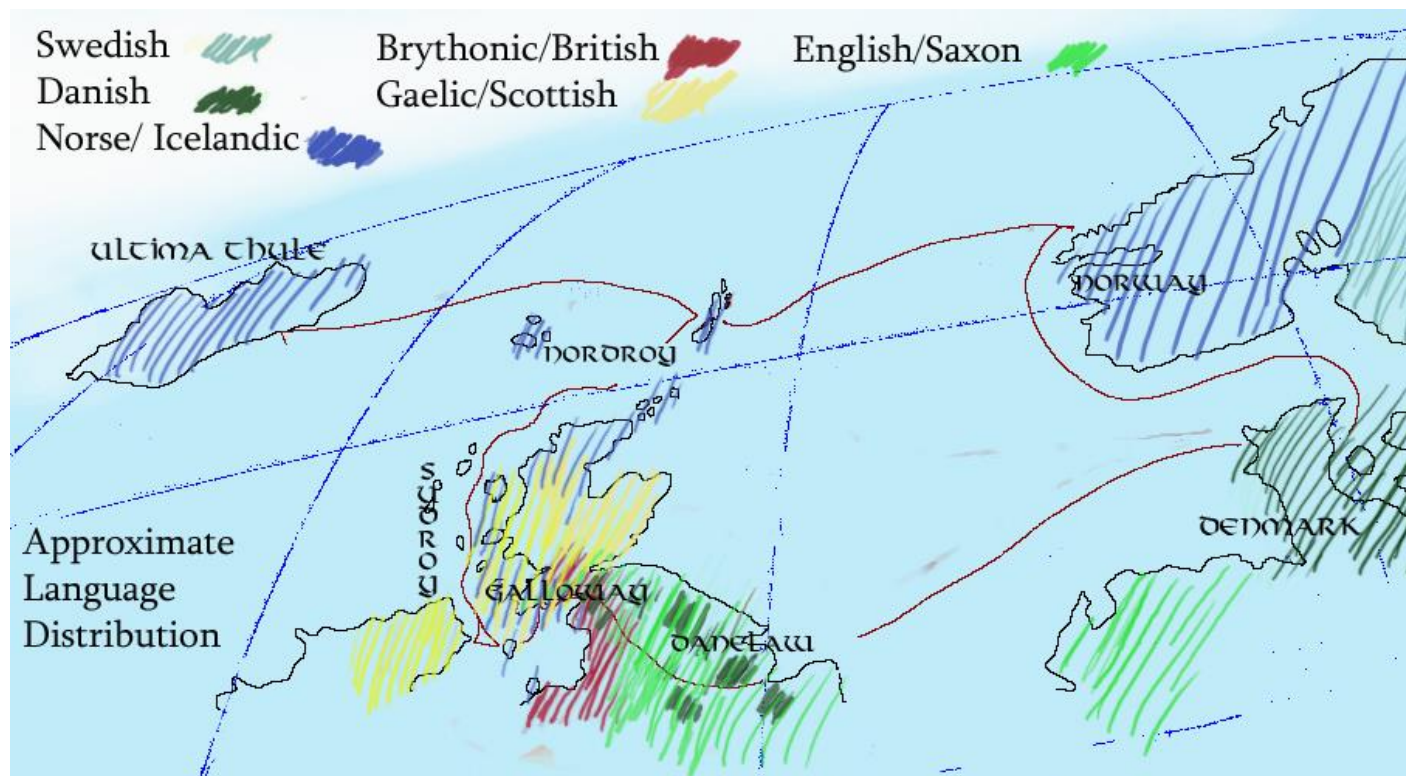 Swedish
Danish
Norse/ Icelandic
Brythonic/British
Gaelic/Scottish
English/Saxon
ultima thule
norway
nordroy
sudroy
denmark
Approximate
Language
Distribution
galloway
danelaw